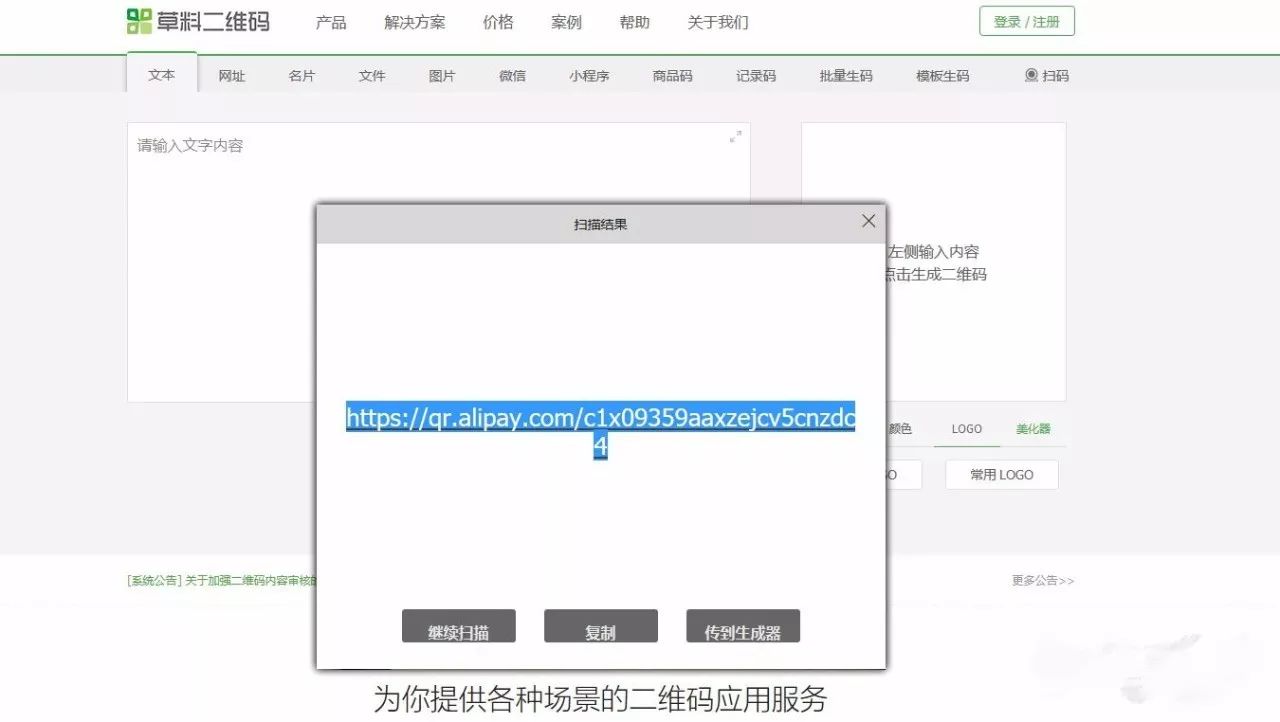 草料二维码 产品 解决方案 价格 案例 帮助 关于我们 登录 / 注册
文本 网址 名片 文件 图片 微信 小程序 商品码 记录码 批量生码 模板生码 扫码
请输入文字内容
扫描结果
左侧输入内容
点击生成二维码
https://qr.alipay.com/c1x09359aaxzejcv5cnzdc
4
颜色 LOGO 美化器
GO 常用 LOGO
[系统公告] 关于加强二维码内容审核的 更多公告>>
继续扫描 复制 传到生成器
为你提供各种场景的二维码应用服务